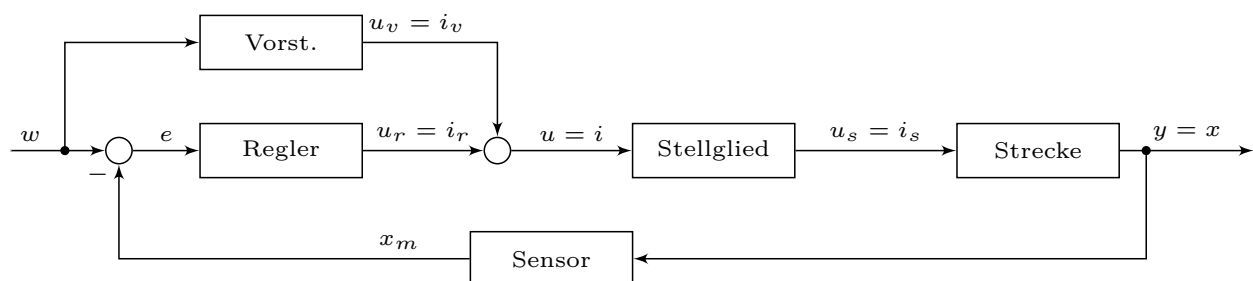 Vorst.
u_v = i_v
w
e
Regler
u_r = i_r
u = i
Stellglied
u_s = i_s
Strecke
y = x
−
x_m
Sensor